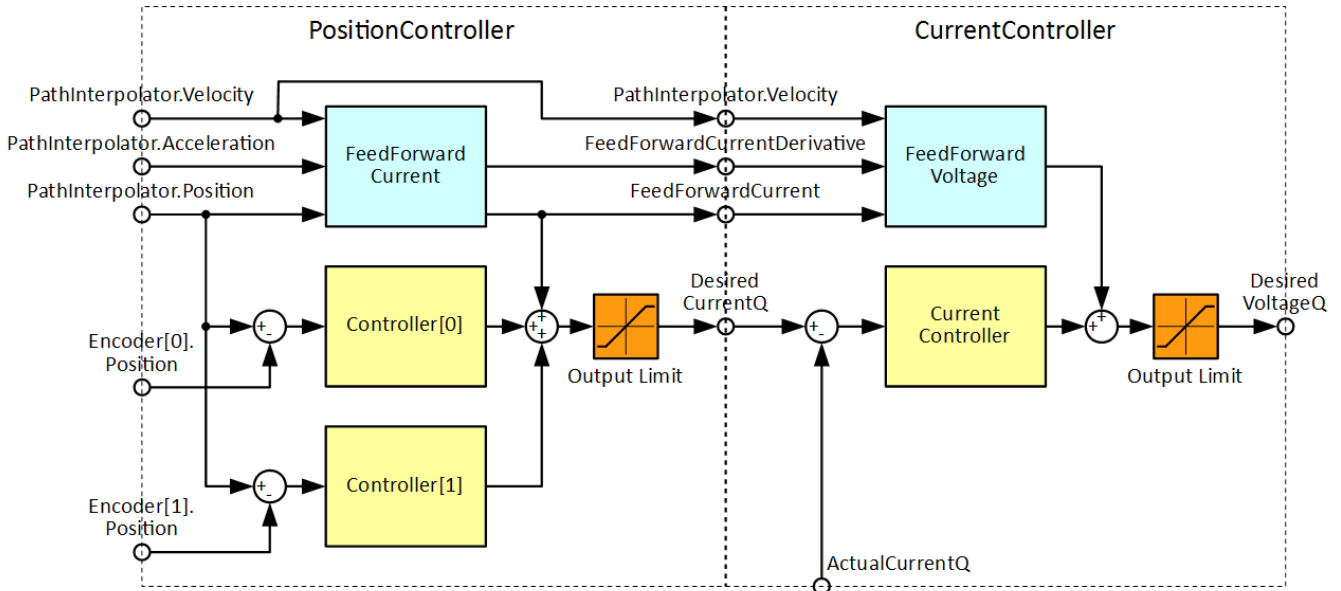 PositionController
CurrentController
PathInterpolator.Velocity
PathInterpolator.Velocity
PathInterpolator.Acceleration
FeedForwardCurrentDerivative
PathInterpolator.Position
FeedForwardCurrent
FeedForward
Current
FeedForward
Voltage
Encoder[0].
Position
+
-
Controller[0]
+
+
+
Output Limit
Desired
CurrentQ
+
-
Current
Controller
+
+
Output Limit
Desired
VoltageQ
Encoder[1].
Position
+
-
Controller[1]
ActualCurrentQ